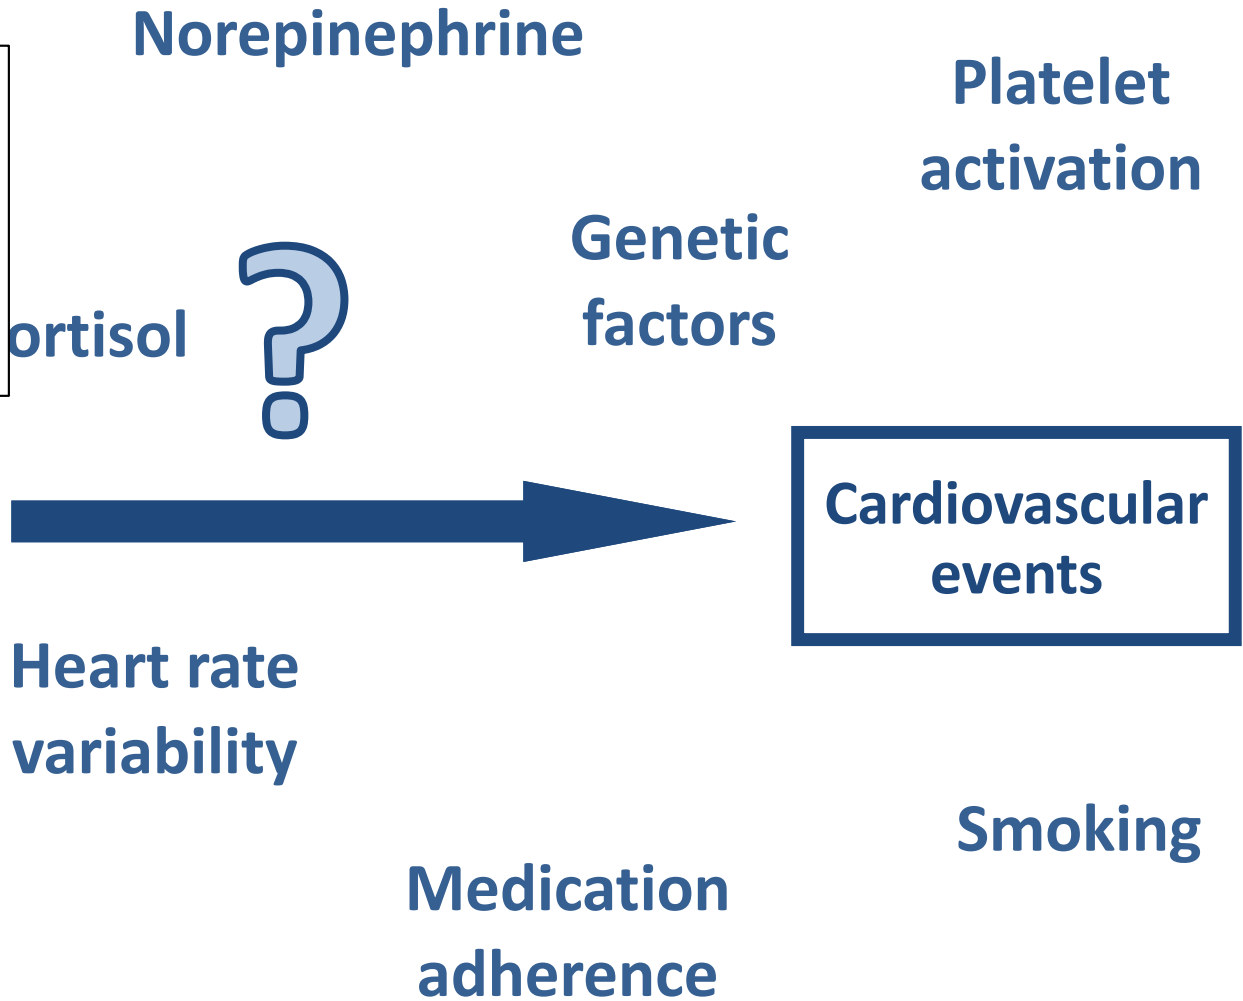 Norepinephrine
Platelet
activation
Genetic
factors
ortisol
?
Cardiovascular
events
Heart rate
variability
Smoking
Medication
adherence